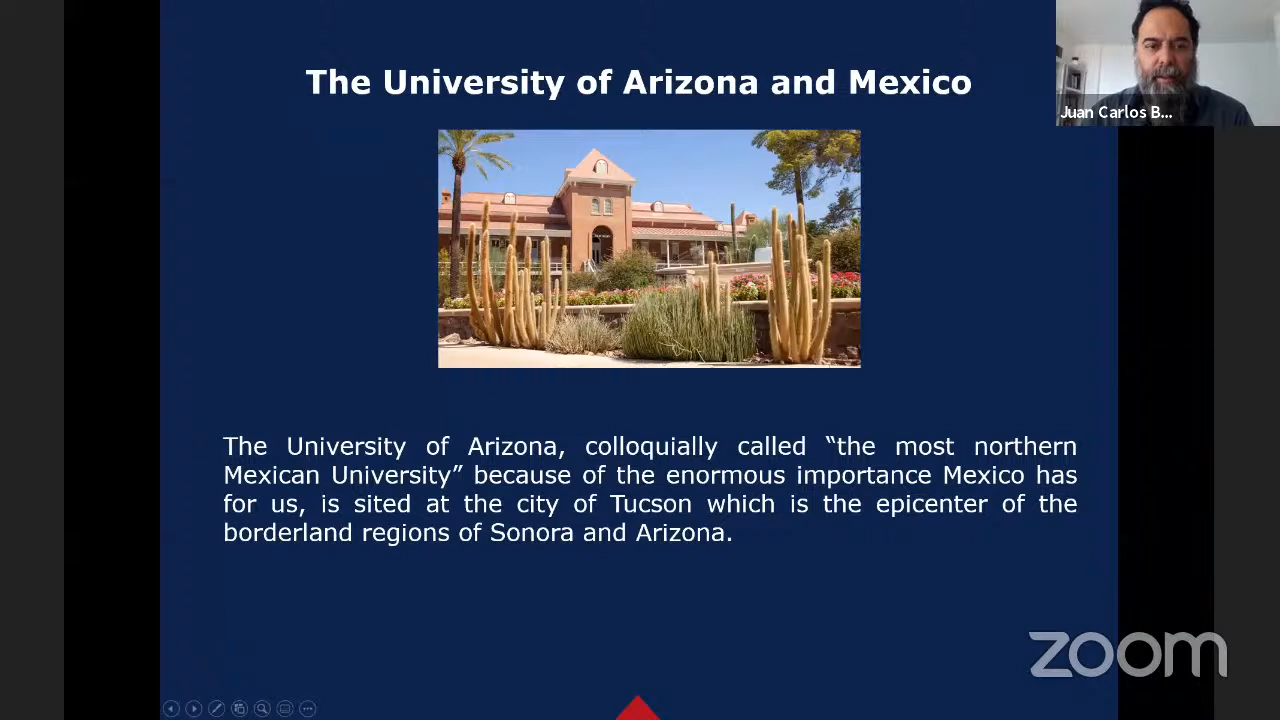 The University of Arizona and Mexico
Juan Carlos B...
The University of Arizona, colloquially called “the most northern
Mexican University” because of the enormous importance Mexico has
for us, is sited at the city of Tucson which is the epicenter of the
borderland regions of Sonora and Arizona.
zoom